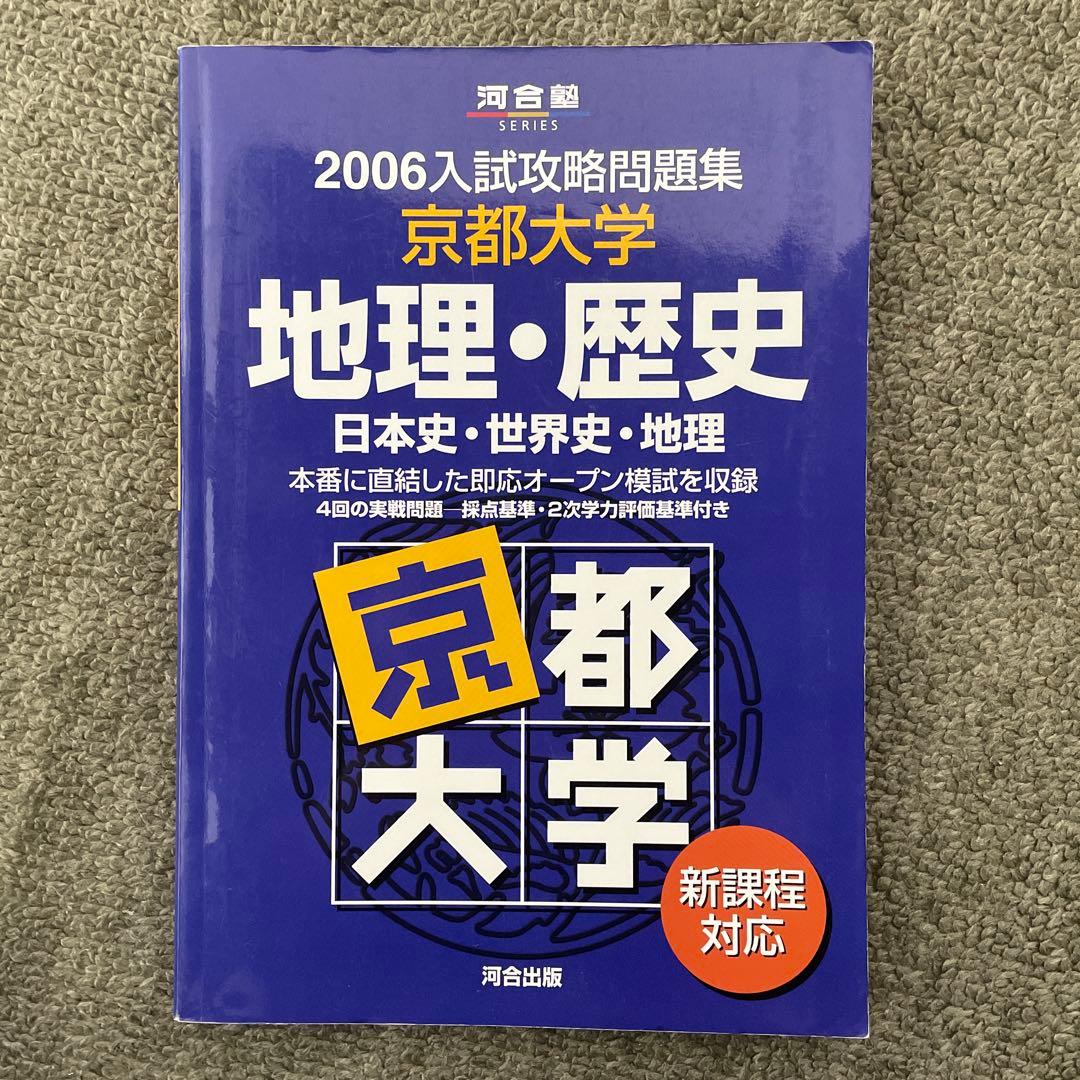 河合塾
SERIES
2006入試攻略問題集
京都大学
地理・歴史
日本史・世界史・地理
本番に直結した即応オープン模試を収録
4回の実戦問題─採点基準・2次学力評価基準付き
京都
大学
新課程
対応
河合出版